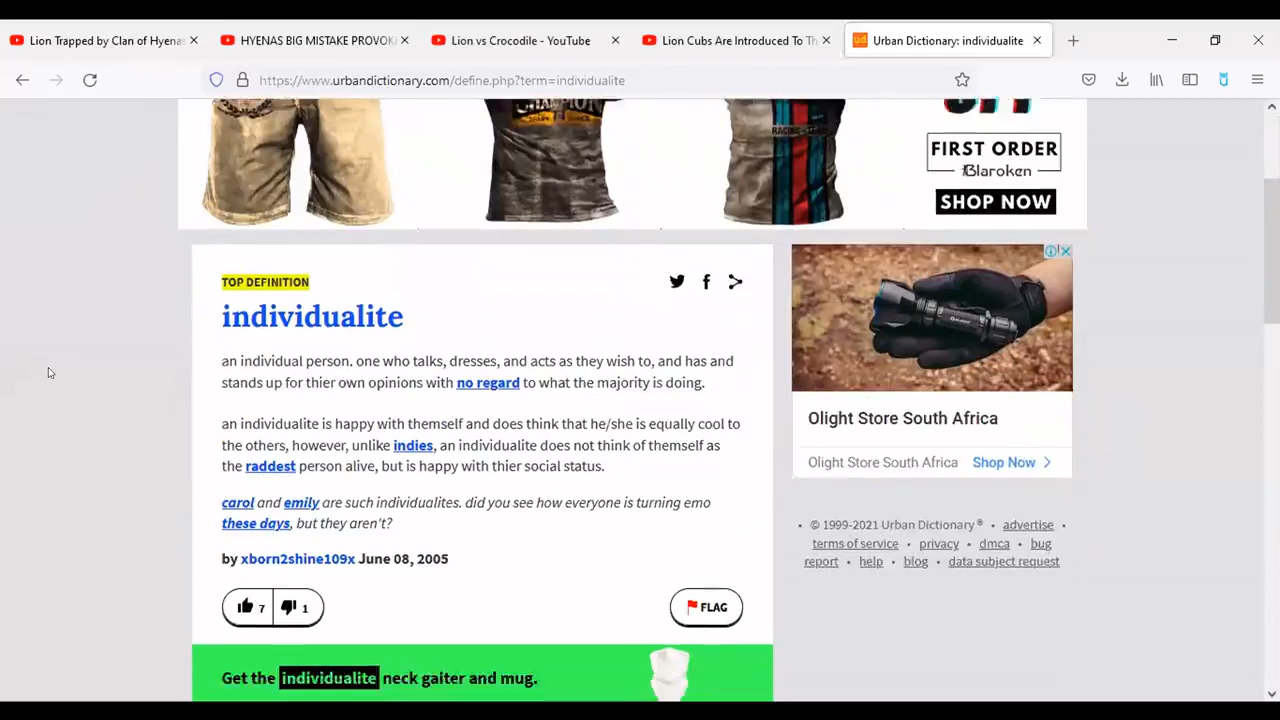 Lion Trapped by Clan of Hyenas
HYENAS BIG MISTAKE PROVOKI
Lion vs Crocodile - YouTube
Lion Cubs Are Introduced To Th
ud
Urban Dictionary: individualite
https://www.urbandictionary.com/define.php?term=individualite
CHAMPION
FIRST ORDER
Blaroken
SHOP NOW
TOP DEFINITION
individualite
an individual person. one who talks, dresses, and acts as they wish to, and has and
stands up for thier own opinions with no regard to what the majority is doing.
an individualite is happy with themself and does think that he/she is equally cool to
the others, however, unlike indies, an individualite does not think of themself as
the raddest person alive, but is happy with thier social status.
carol and emily are such individualites. did you see how everyone is turning emo
these days, but they aren't?
by xborn2shine109x June 08, 2005
7 1
FLAG
Get the individualite neck gaiter and mug.
Olight Store South Africa
Olight Store South Africa Shop Now
• © 1999-2021 Urban Dictionary ® • advertise •
terms of service • privacy • dmca • bug
report • help • blog • data subject request